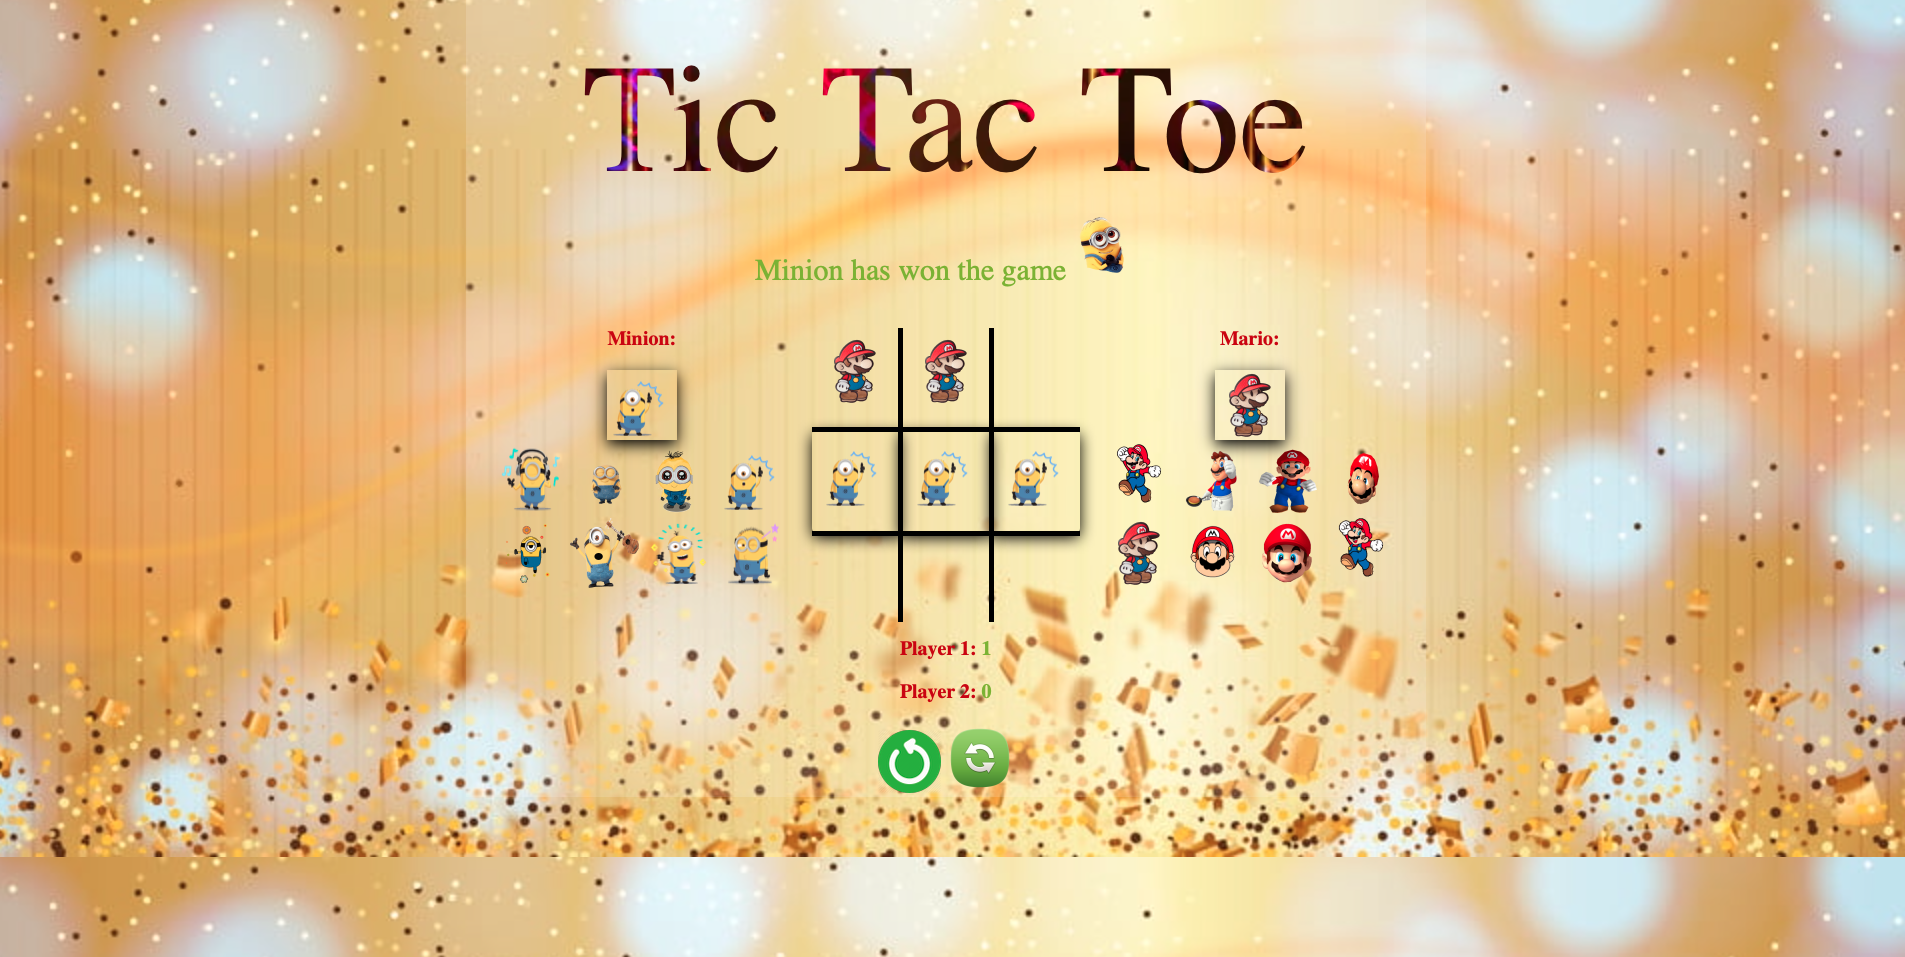 Tic Tac Toe
Minion has won the game
Minion:
Mario:
Player 1: 1
Player 2: 0